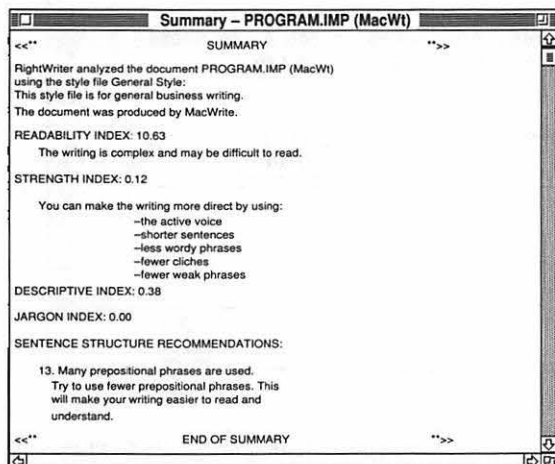 Summary – PROGRAM.IMP (MacWt)
<<** SUMMARY **>>
RightWriter analyzed the document PROGRAM.IMP (MacWt)
using the style file General Style:
This style file is for general business writing.
The document was produced by MacWrite.
READABILITY INDEX: 10.63
The writing is complex and may be difficult to read.
STRENGTH INDEX: 0.12
You can make the writing more direct by using:
–the active voice
–shorter sentences
–less wordy phrases
–fewer cliches
–fewer weak phrases
DESCRIPTIVE INDEX: 0.38
JARGON INDEX: 0.00
SENTENCE STRUCTURE RECOMMENDATIONS:
13. Many prepositional phrases are used.
Try to use fewer prepositional phrases. This
will make your writing easier to read and
understand.
<<** END OF SUMMARY **>>